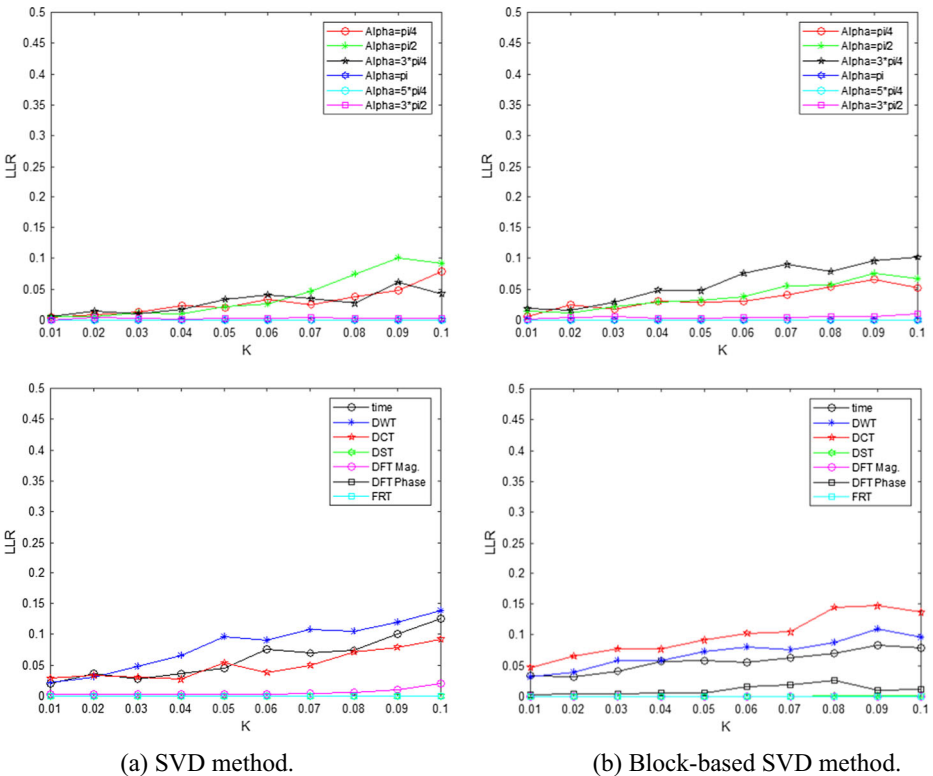 0.5
0.45
0.4
0.35
0.3
0.25
0.2
0.15
0.1
0.05
0
LLR
0.01 0.02 0.03 0.04 0.05 0.06 0.07 0.08 0.09 0.1
K
Alpha=pi/4
Alpha=pi/2
Alpha=3*pi/4
Alpha=pi
Alpha=5*pi/4
Alpha=3*pi/2
0.5
0.45
0.4
0.35
0.3
0.25
0.2
0.15
0.1
0.05
0
LLR
0.01 0.02 0.03 0.04 0.05 0.06 0.07 0.08 0.09 0.1
K
Alpha=pi/4
Alpha=pi/2
Alpha=3*pi/4
Alpha=pi
Alpha=5*pi/4
Alpha=3*pi/2
0.5
0.45
0.4
0.35
0.3
0.25
0.2
0.15
0.1
0.05
0
LLR
0.01 0.02 0.03 0.04 0.05 0.06 0.07 0.08 0.09 0.1
K
time
DWT
DCT
DST
DFT Mag.
DFT Phase
FRT
0.5
0.45
0.4
0.35
0.3
0.25
0.2
0.15
0.1
0.05
0
LLR
0.01 0.02 0.03 0.04 0.05 0.06 0.07 0.08 0.09 0.1
K
time
DWT
DCT
DST
DFT Mag.
DFT Phase
FRT
(a) SVD method.
(b) Block-based SVD method.